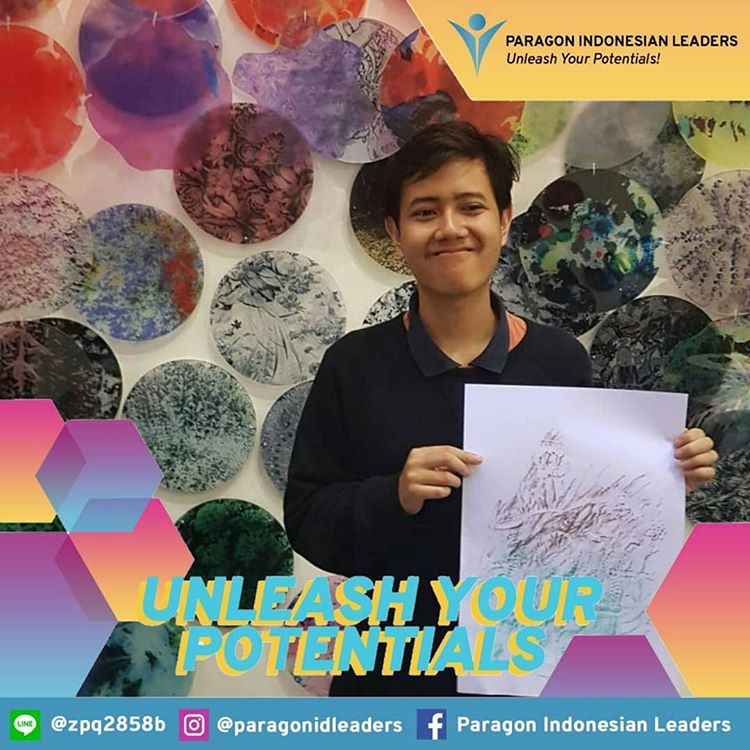 PARAGON INDONESIAN LEADERS
Unleash Your Potentials!
UNLEASH YOUR
POTENTIALS
LINE @zpq2858b @paragonidleaders f Paragon Indonesian Leaders